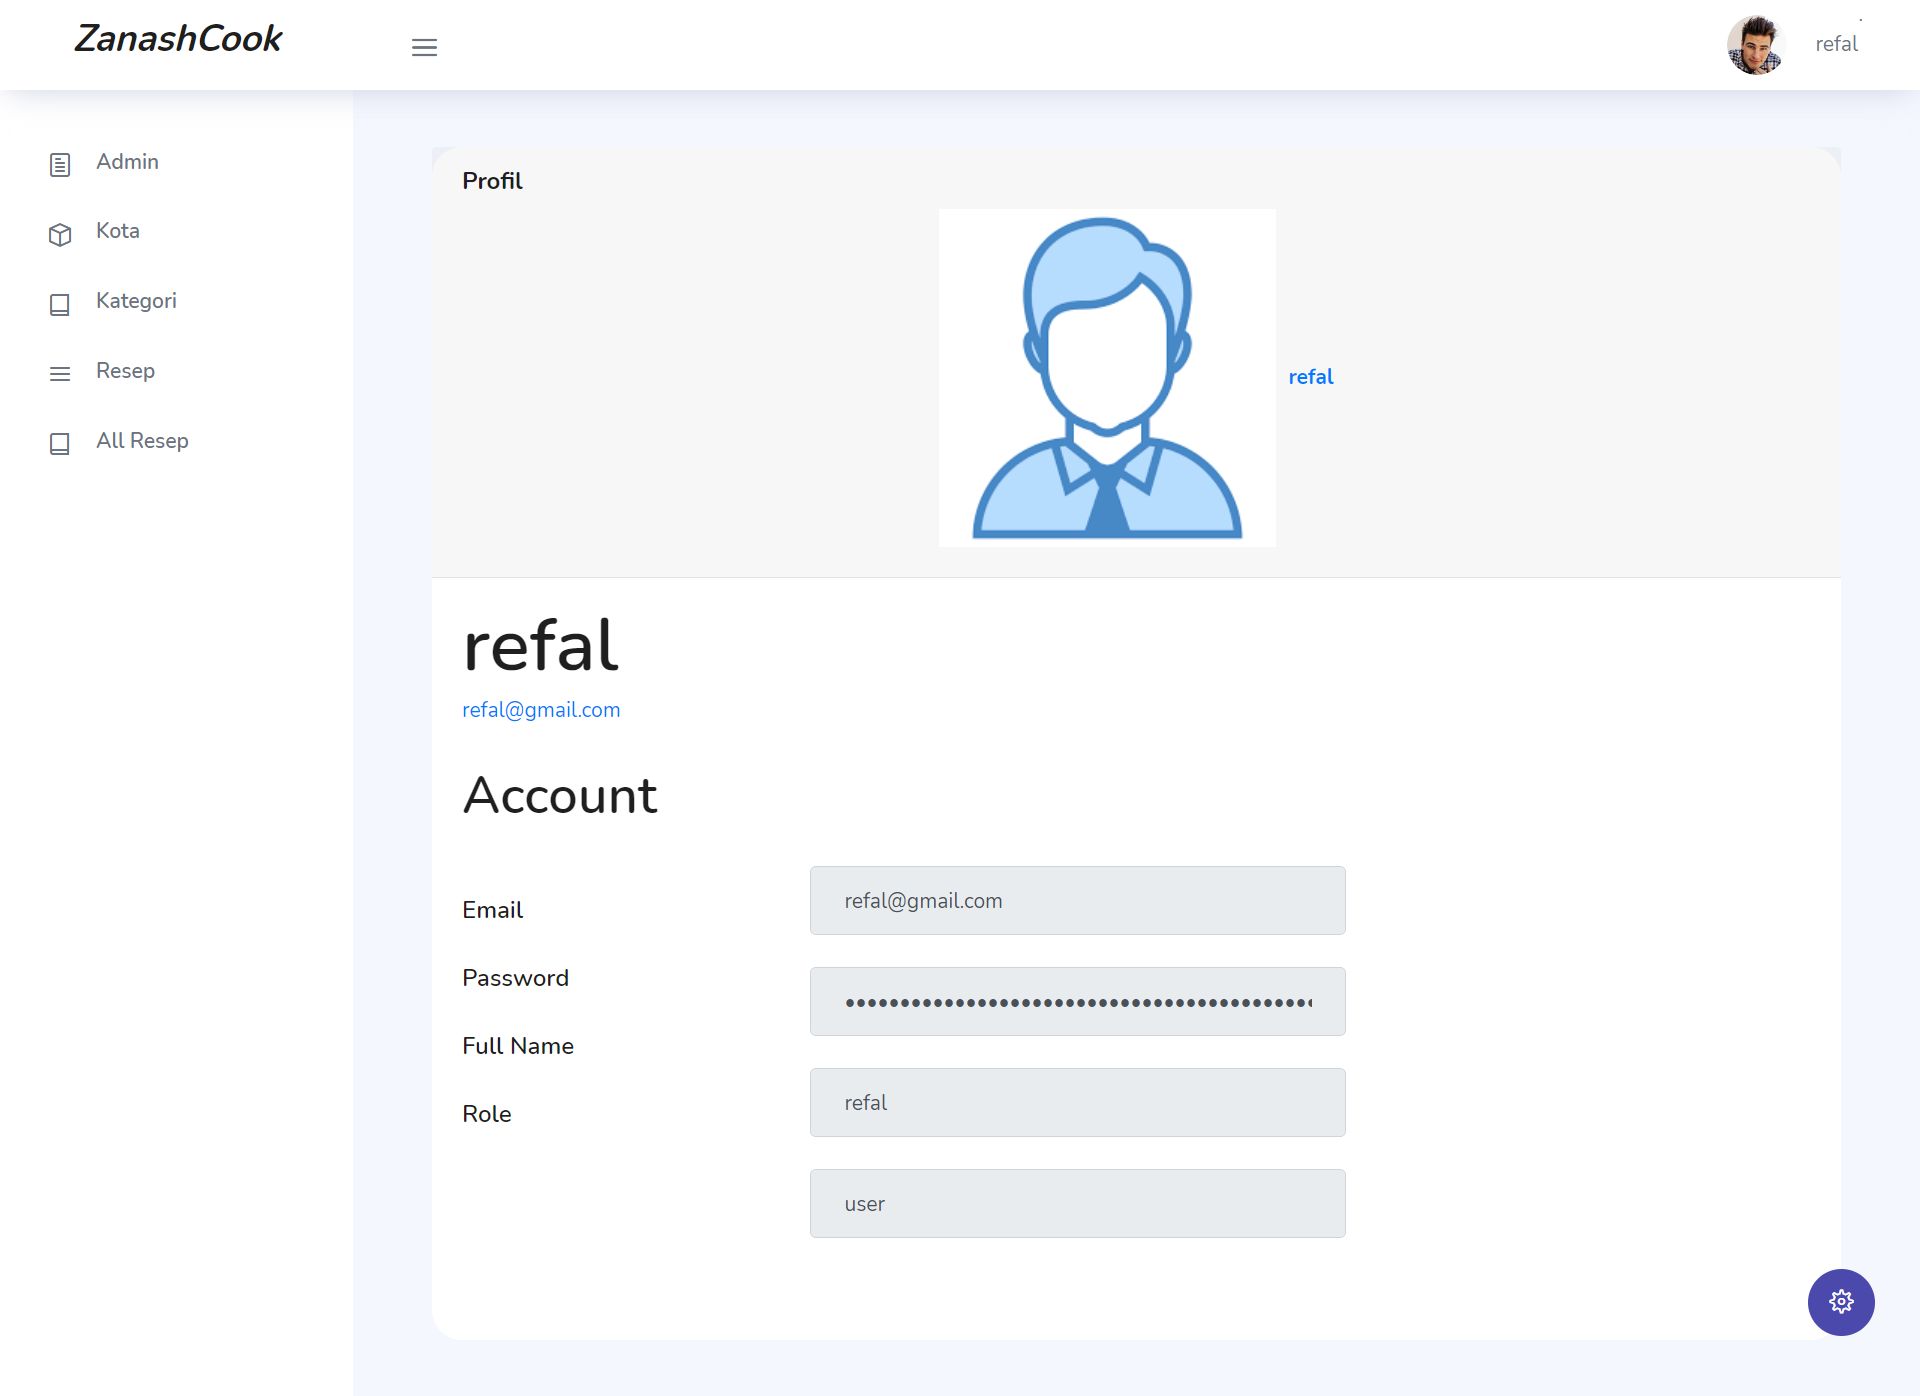 ZanashCook
refal
Admin
Kota
Kategori
Resep
All Resep
Profil
refal
refal
refal@gmail.com
Account
Email
refal@gmail.com
Password
Full Name
refal
Role
user